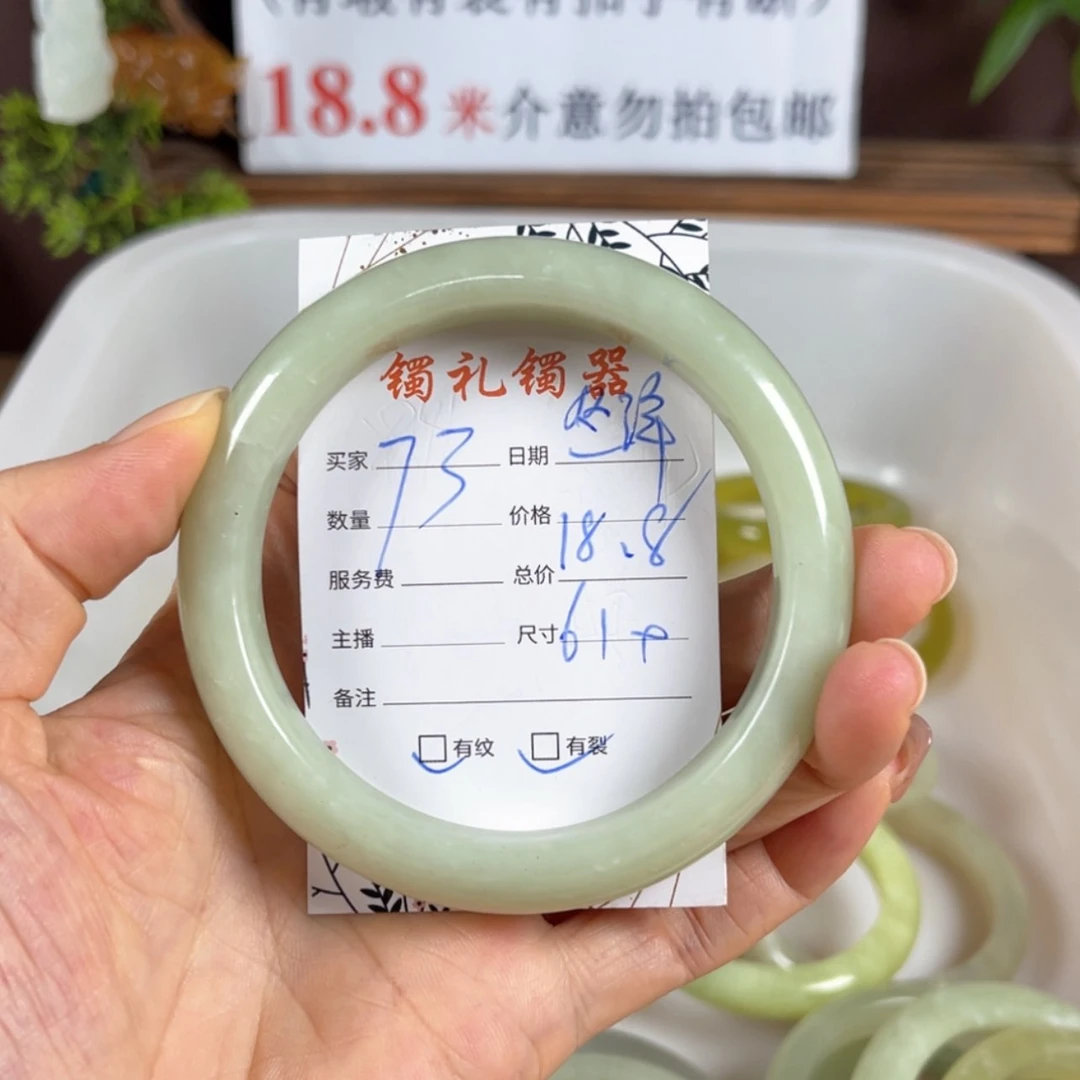 18.8 米介意勿拍包邮
镯礼镯器
买家 73 日期
数量 价格 18.8
服务费 总价
主播 尺寸 61+
备注
有纹 有裂